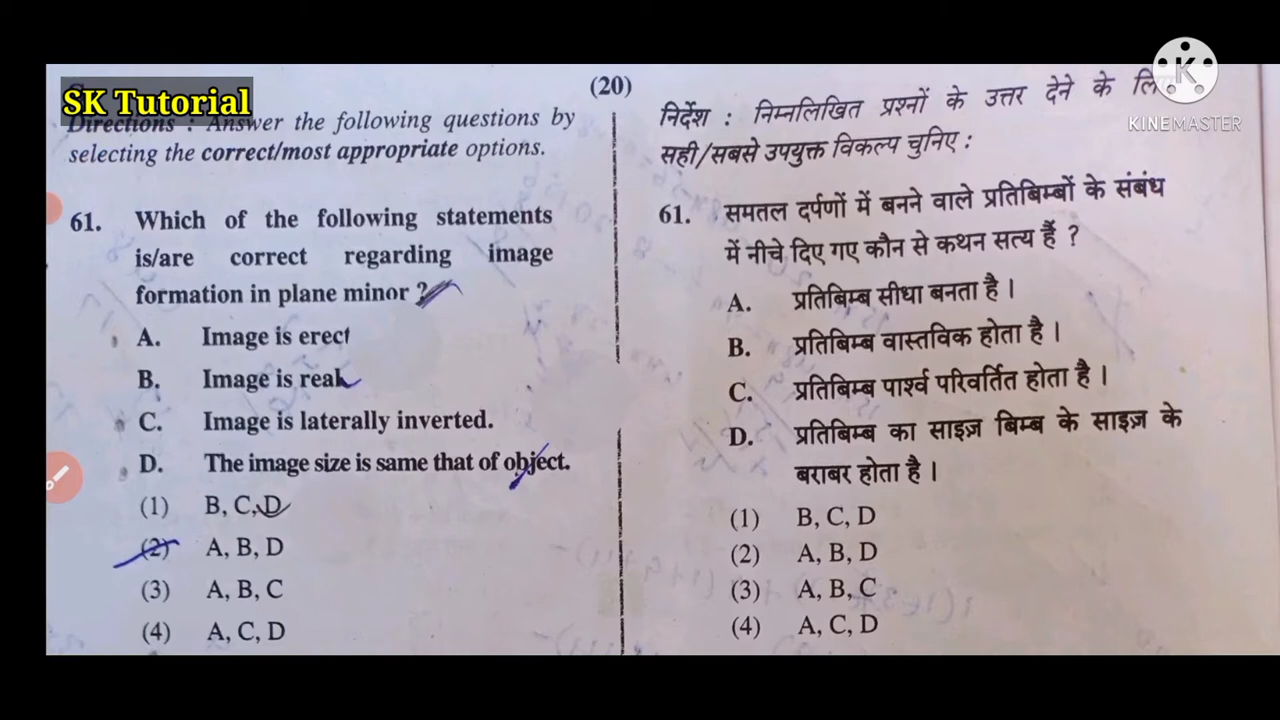 SK Tutorial
(20)
KINEMASTER
Directions : Answer the following questions by
selecting the correct/most appropriate options.
61. Which of the following statements
is/are correct regarding image
formation in plane minor ?
A. Image is erect
B. Image is real
C. Image is laterally inverted.
D. The image size is same that of object.
(1) B, C, D
(2) A, B, D
(3) A, B, C
(4) A, C, D
निर्देश : निम्नलिखित प्रश्नों के उत्तर देने के
सही/सबसे उपयुक्त विकल्प चुनिए :
61. समतल दर्पणों में बनने वाले प्रतिबिम्बों के संबंध
में नीचे दिए गए कौन से कथन सत्य हैं ?
A. प्रतिबिम्ब सीधा बनता है ।
B. प्रतिबिम्ब वास्तविक होता है ।
C. प्रतिबिम्ब पार्श्व परिवर्तित होता है ।
D. प्रतिबिम्ब का साइज़ बिम्ब के साइज़ के
बराबर होता है ।
(1) B, C, D
(2) A, B, D
(3) A, B, C
(4) A, C, D